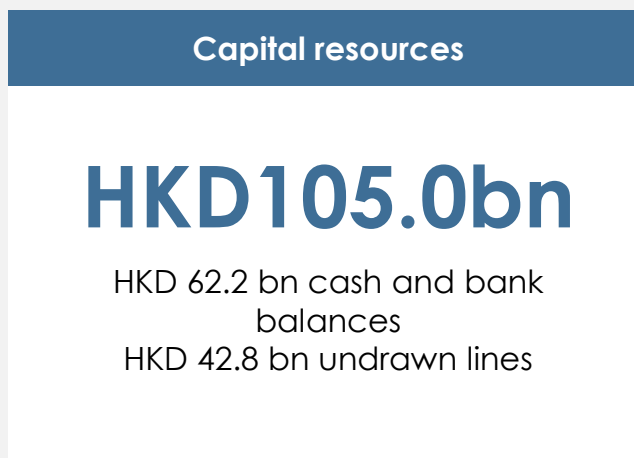 Capital resources
HKD105.0bn
HKD 62.2 bn cash and bank
balances
HKD 42.8 bn undrawn lines